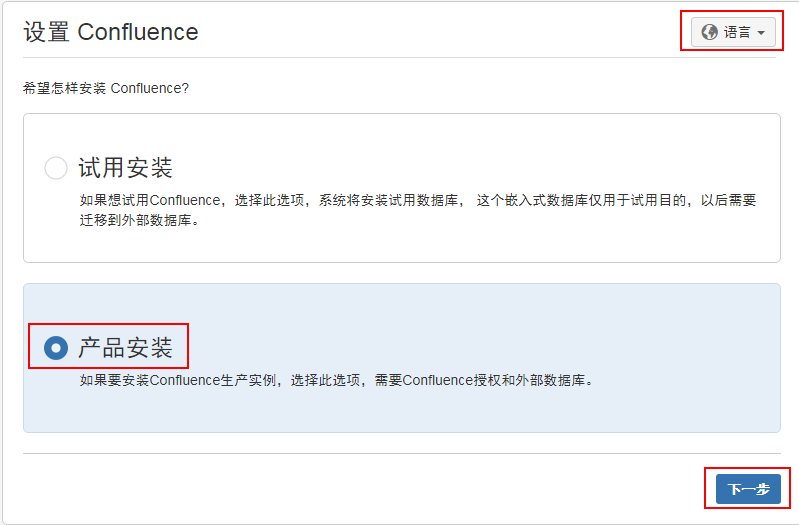 设置 Confluence
语言
希望怎样安装 Confluence?
试用安装
如果想试用Confluence，选择此选项，系统将安装试用数据库， 这个嵌入式数据库仅用于试用目的，以后需要
迁移到外部数据库。
产品安装
如果要安装Confluence生产实例，选择此选项，需要Confluence授权和外部数据库。
下一步